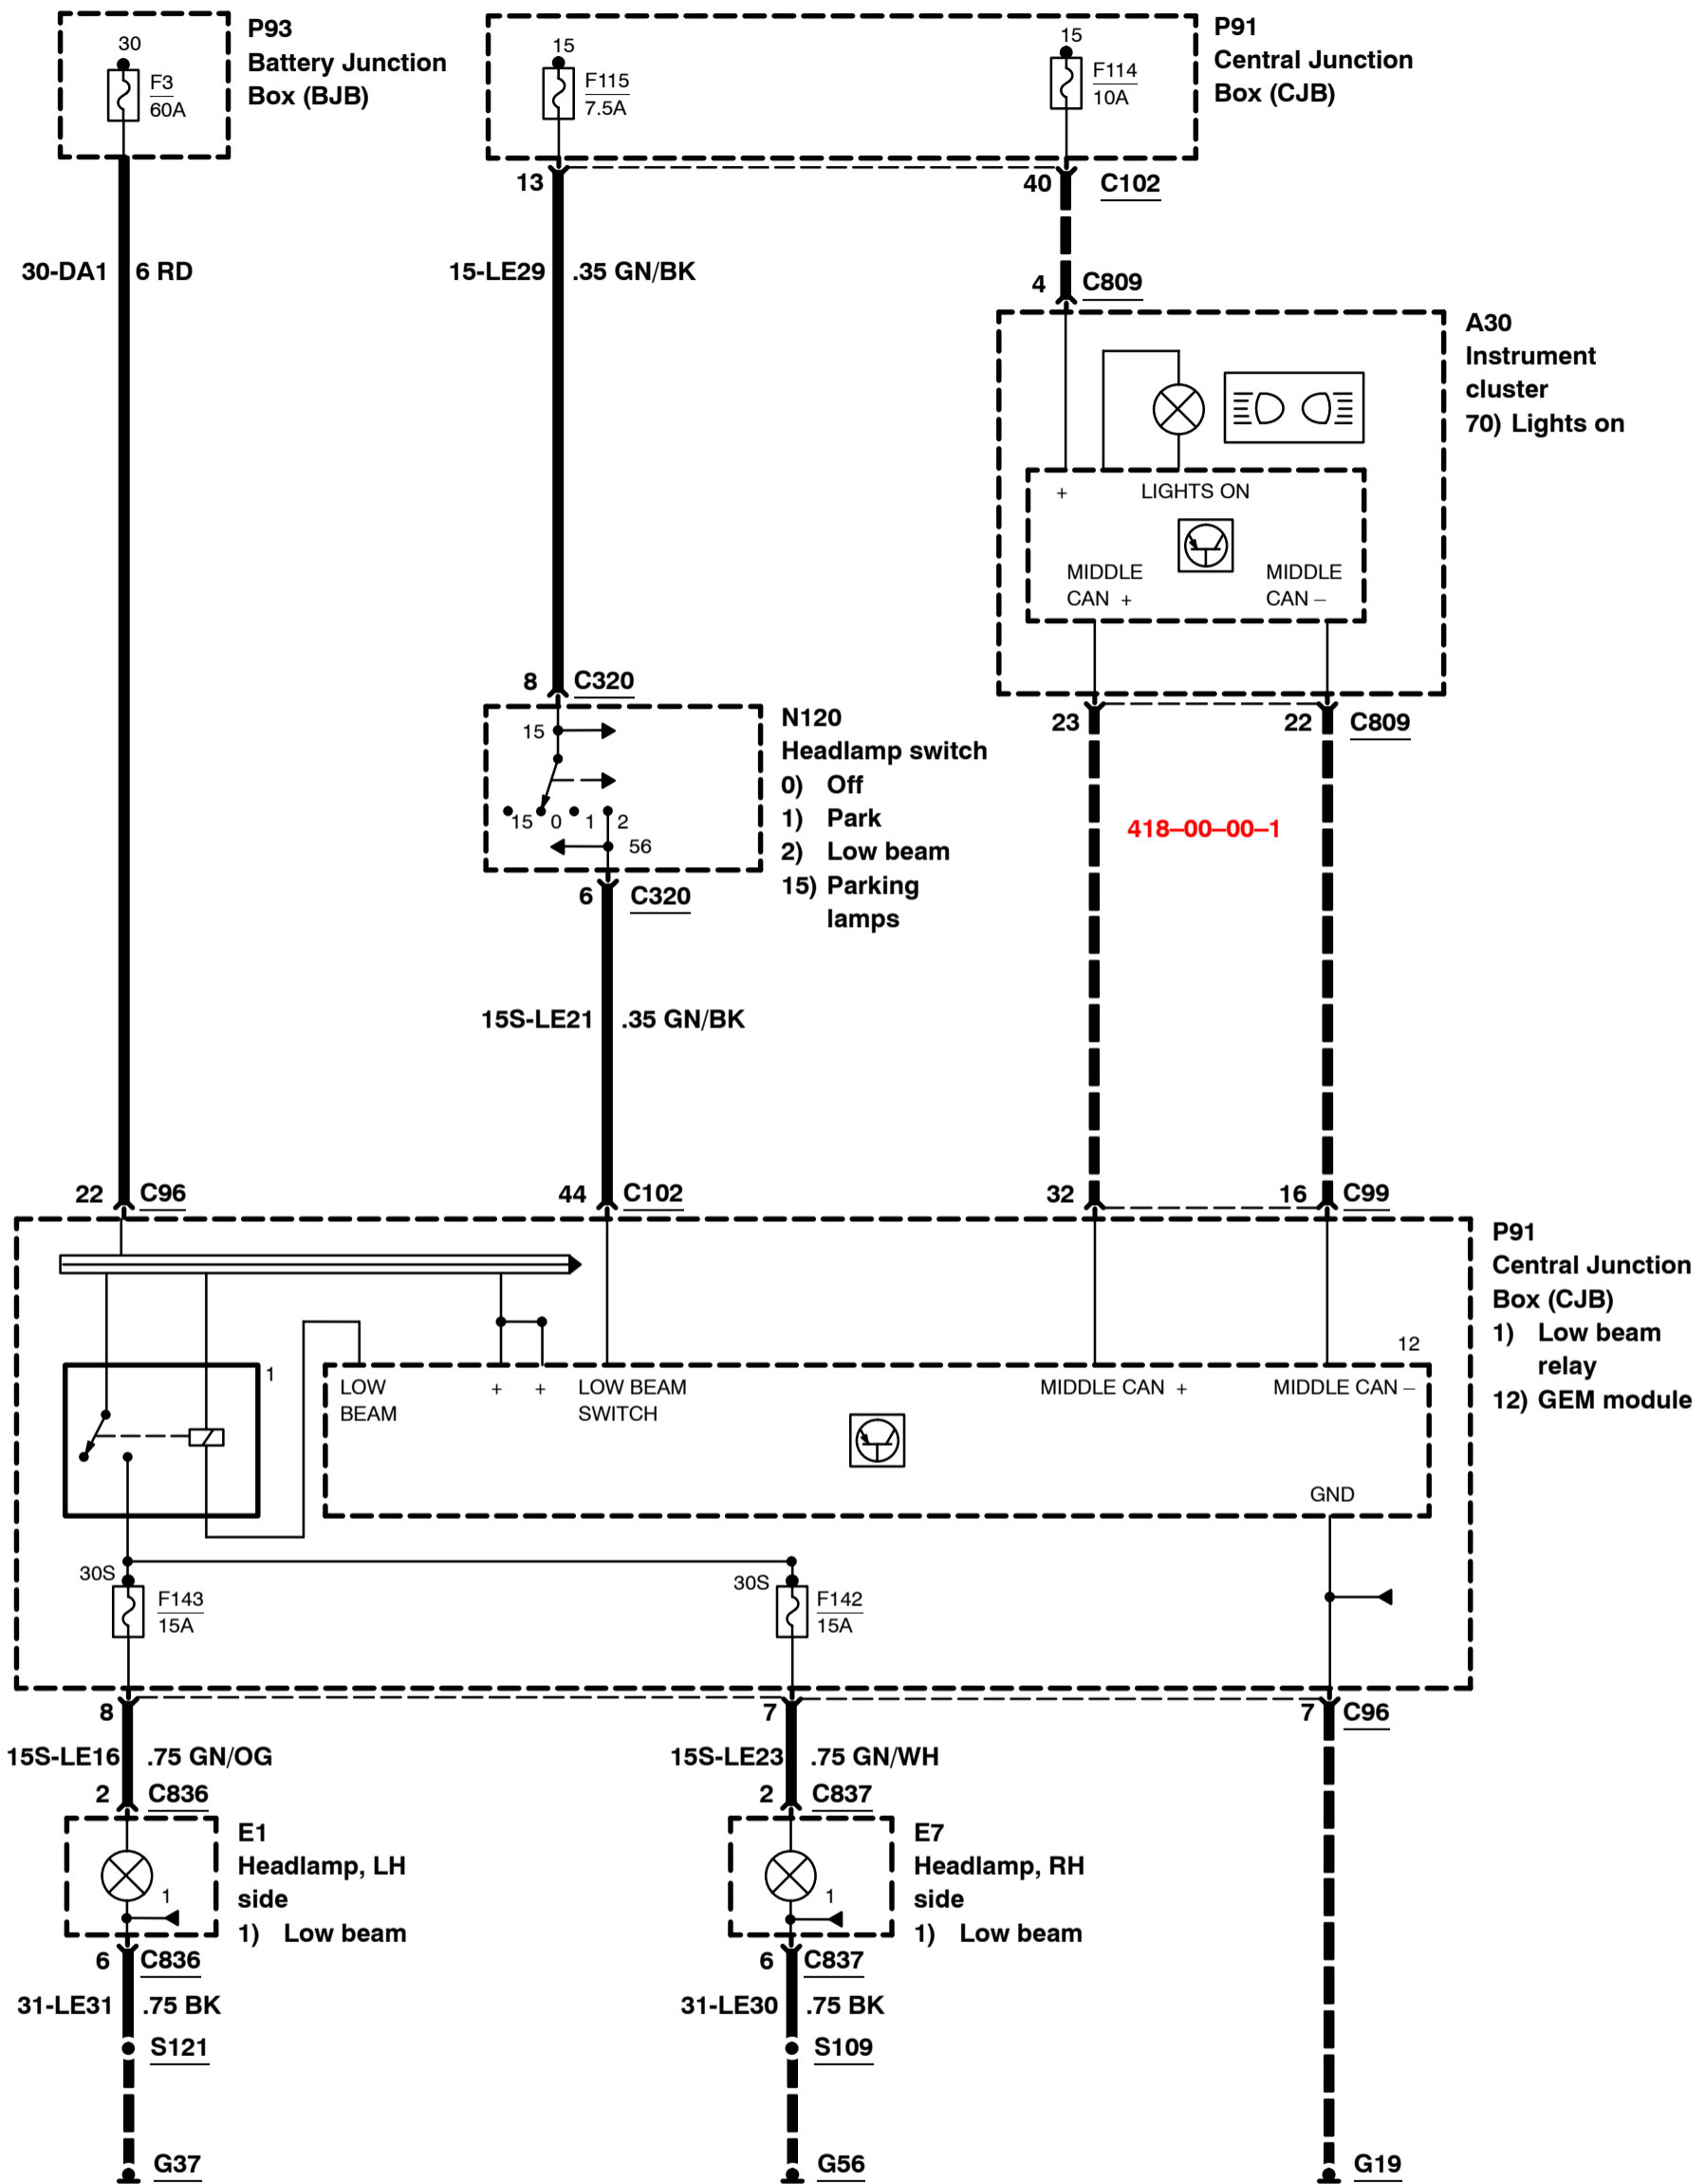 P93
Battery Junction
Box (BJB)
30
F3
60A
15
F115
7.5A
15
F114
10A
P91
Central Junction
Box (CJB)
13
40
C102
30-DA1
6 RD
15-LE29
.35 GN/BK
4
C809
A30
Instrument
cluster
70) Lights on
+
LIGHTS ON
MIDDLE
CAN +
MIDDLE
CAN –
8
C320
23
22
C809
15
15
0
1
2
56
N120
Headlamp switch
0) Off
1) Park
2) Low beam
15) Parking
lamps
418–00–00–1
6
C320
15S-LE21
.35 GN/BK
22
C96
44
C102
32
16
C99
P91
Central Junction
Box (CJB)
1) Low beam
relay
12) GEM module
12
1
LOW
BEAM
+
+
LOW BEAM
SWITCH
MIDDLE CAN +
MIDDLE CAN –
GND
30S
F143
15A
30S
F142
15A
8
7
7
C96
15S-LE16
.75 GN/OG
15S-LE23
.75 GN/WH
2
C836
2
C837
E1
Headlamp, LH
side
1) Low beam
1
E7
Headlamp, RH
side
1) Low beam
1
6
C836
6
C837
31-LE31
.75 BK
31-LE30
.75 BK
S121
S109
G37
G56
G19